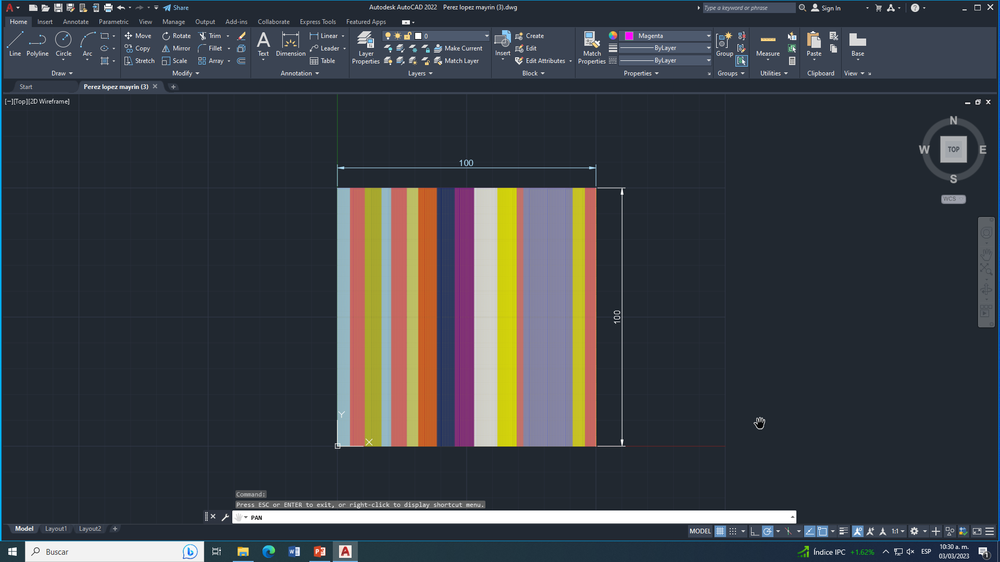 Share
Autodesk AutoCAD 2022 Perez lopez mayrin (3).dwg
Type a keyword or phrase
Sign In
Home Insert Annotate Parametric View Manage Output Add-ins Collaborate Express Tools Featured Apps
Line
Polyline
Circle
Arc
Draw
Move
Rotate
Trim
Copy
Mirror
Fillet
Stretch
Scale
Array
Modify
Text
Dimension
Linear
Leader
Table
Annotation
Layer
Properties
0
Make Current
Match Layer
Layers
Insert
Create
Edit
Edit Attributes
Block
Match
Properties
Magenta
ByLayer
ByLayer
Properties
Group
Groups
Measure
Utilities
Paste
Clipboard
Base
View
Start
Perez lopez mayrin (3)
[−][Top][2D Wireframe]
N
W
TOP
E
S
WCS
100
100
Y
X
Command:
Press ESC or ENTER to exit, or right-click to display shortcut menu.
PAN
Model Layout1 Layout2
MODEL
1:1
Buscar
Índice IPC +1.62%
ESP
10:30 a. m.
03/03/2023
1